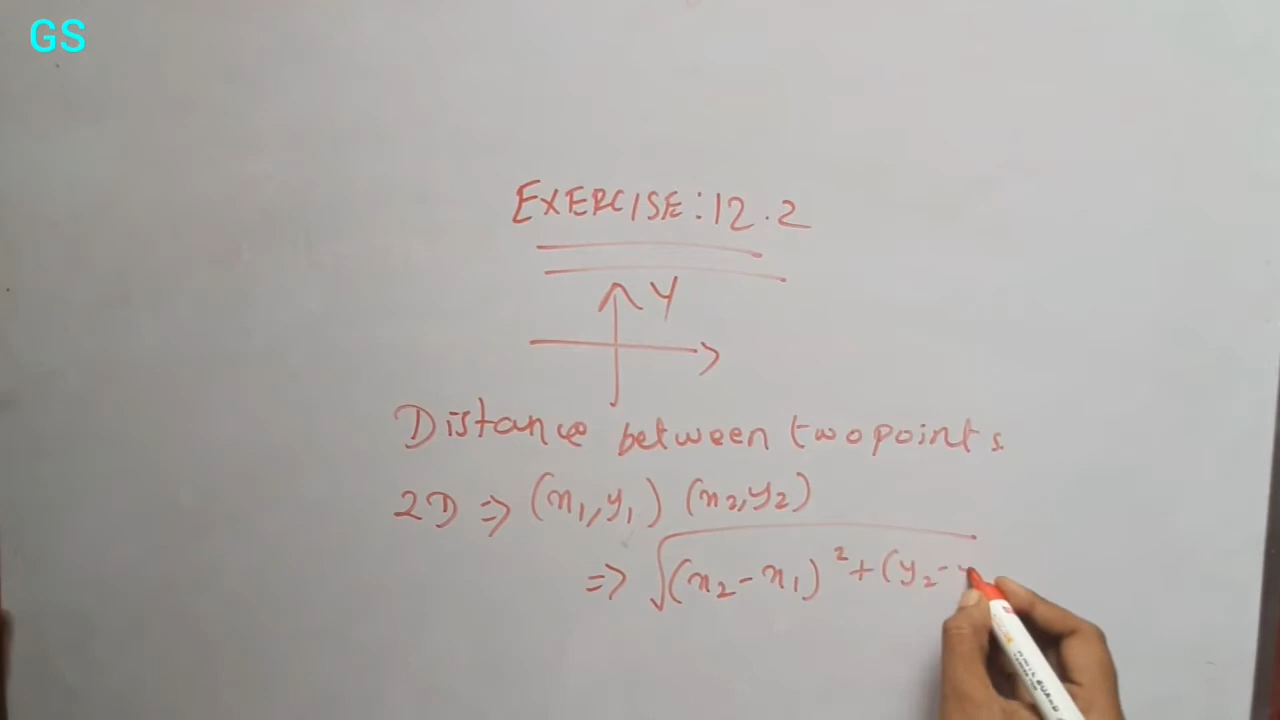 GS
EXERCISE:12.2
Y
Distance between two points.
2D => (x₁,y₁) (x₂,y₂)
=> √(x₂-x₁)²+(y₂-